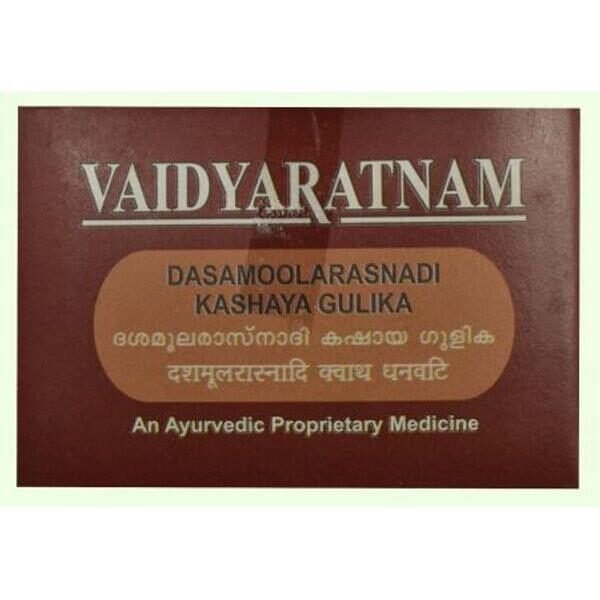 VAIDYARATNAM
DASAMOOLARASNADI
KASHAYA GULIKA
ദശമൂലരാസ്നാദി കഷായ ഗുളിക
दशमूलरास्नादि क्वाथ घनवटि
An Ayurvedic Proprietary Medicine